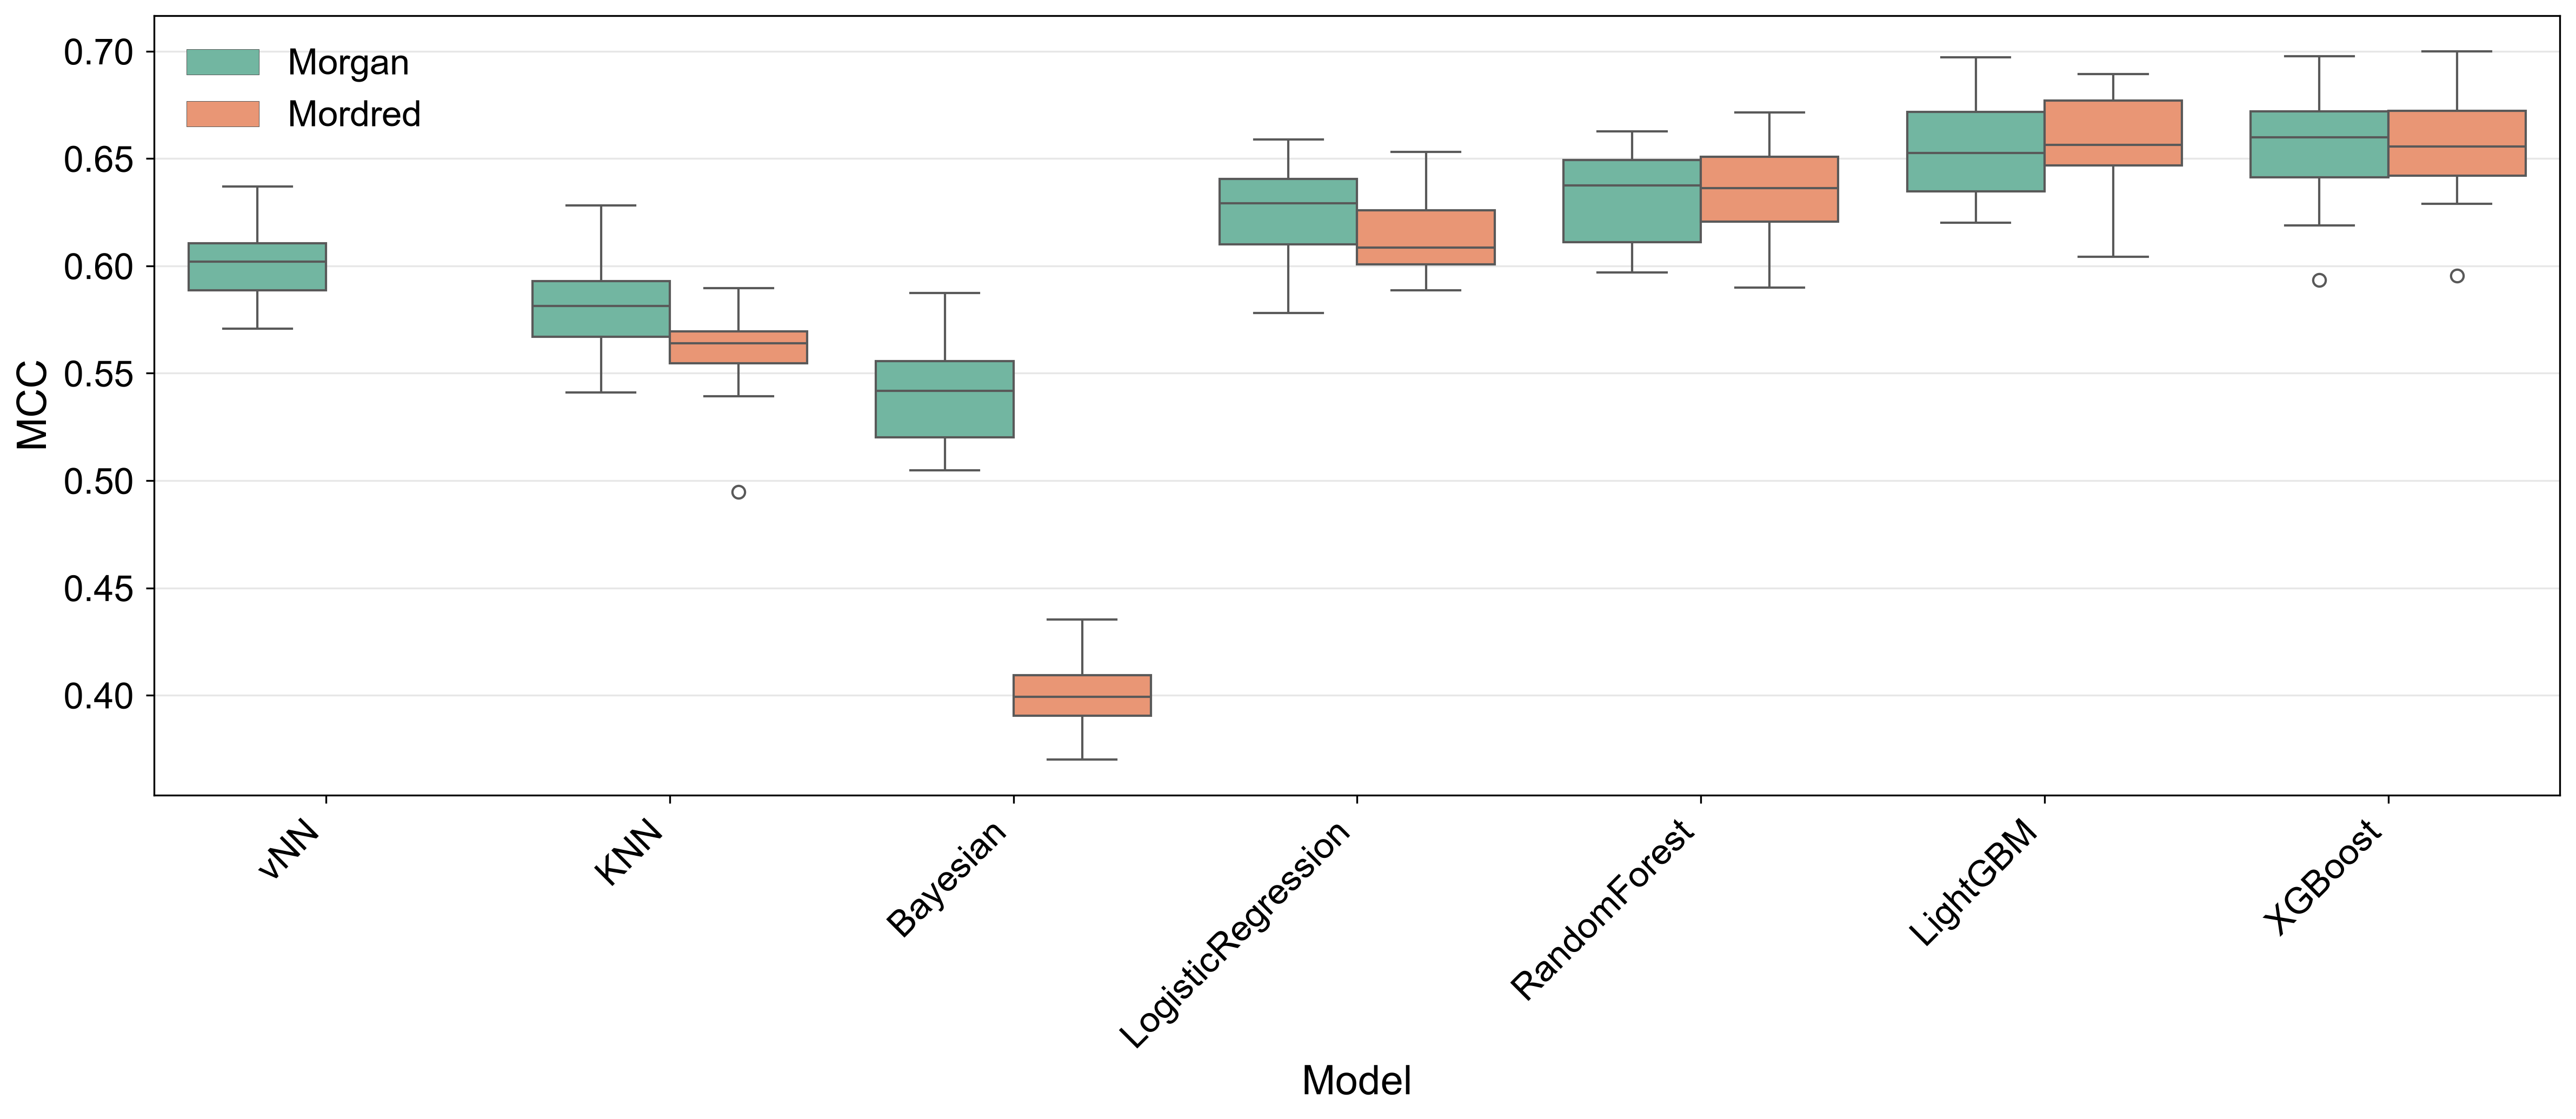 Morgan
Mordred
0.70
0.65
0.60
0.55
0.50
0.45
0.40
MCC
vNN
KNN
Bayesian
LogisticRegression
RandomForest
LightGBM
XGBoost
Model